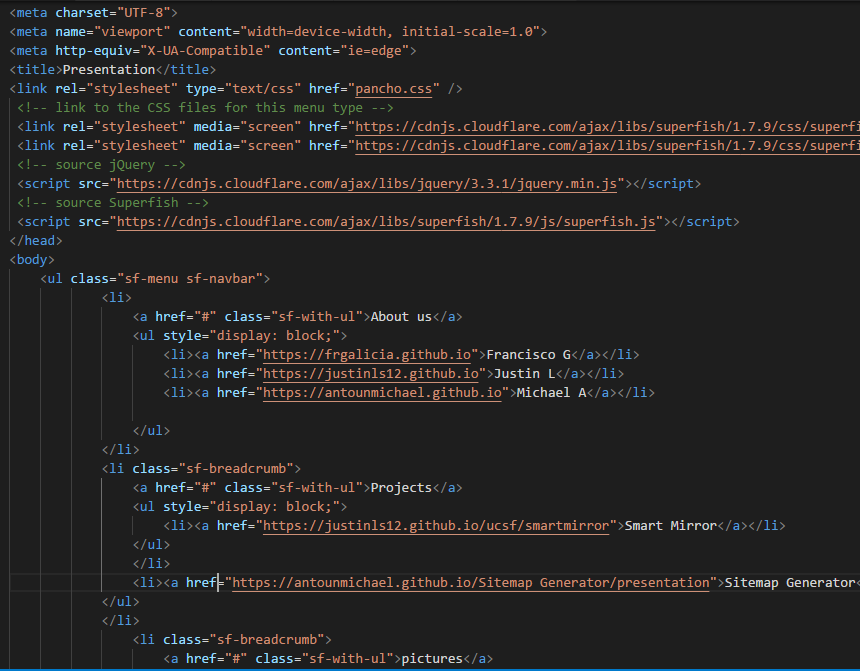 <meta charset="UTF-8">
<meta name="viewport" content="width=device-width, initial-scale=1.0">
<meta http-equiv="X-UA-Compatible" content="ie=edge">
<title>Presentation</title>
<link rel="stylesheet" type="text/css" href="pancho.css" />
<!-- link to the CSS files for this menu type -->
<link rel="stylesheet" media="screen" href="https://cdnjs.cloudflare.com/ajax/libs/superfish/1.7.9/css/superfi
<link rel="stylesheet" media="screen" href="https://cdnjs.cloudflare.com/ajax/libs/superfish/1.7.9/css/superfi
<!-- source jQuery -->
<script src="https://cdnjs.cloudflare.com/ajax/libs/jquery/3.3.1/jquery.min.js"></script>
<!-- source Superfish -->
<script src="https://cdnjs.cloudflare.com/ajax/libs/superfish/1.7.9/js/superfish.js"></script>
</head>
<body>
<ul class="sf-menu sf-navbar">
<li>
<a href="#" class="sf-with-ul">About us</a>
<ul style="display: block;">
<li><a href="https://frgalicia.github.io">Francisco G</a></li>
<li><a href="https://justinls12.github.io">Justin L</a></li>
<li><a href="https://antounmichael.github.io">Michael A</a></li>
</ul>
</li>
<li class="sf-breadcrumb">
<a href="#" class="sf-with-ul">Projects</a>
<ul style="display: block;">
<li><a href="https://justinls12.github.io/ucsf/smartmirror">Smart Mirror</a></li>
</ul>
</li>
<li><a href="https://antounmichael.github.io/Sitemap Generator/presentation">Sitemap Generator<
</ul>
</li>
<li class="sf-breadcrumb">
<a href="#" class="sf-with-ul">pictures</a>